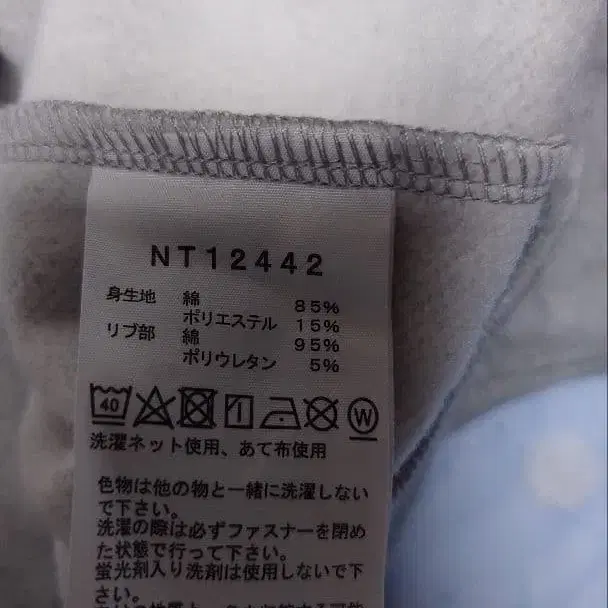 NT12442
身生地 綿 85%
ポリエステル 15%
リブ部 綿 95%
ポリウレタン 5%
40 W
洗濯ネット使用、あて布使用
色物は他の物と一緒に洗濯しない
で下さい。
洗濯の際は必ずファスナーを閉め
た状態で行って下さい。
蛍光剤入り洗剤は使用しないで下
さい。